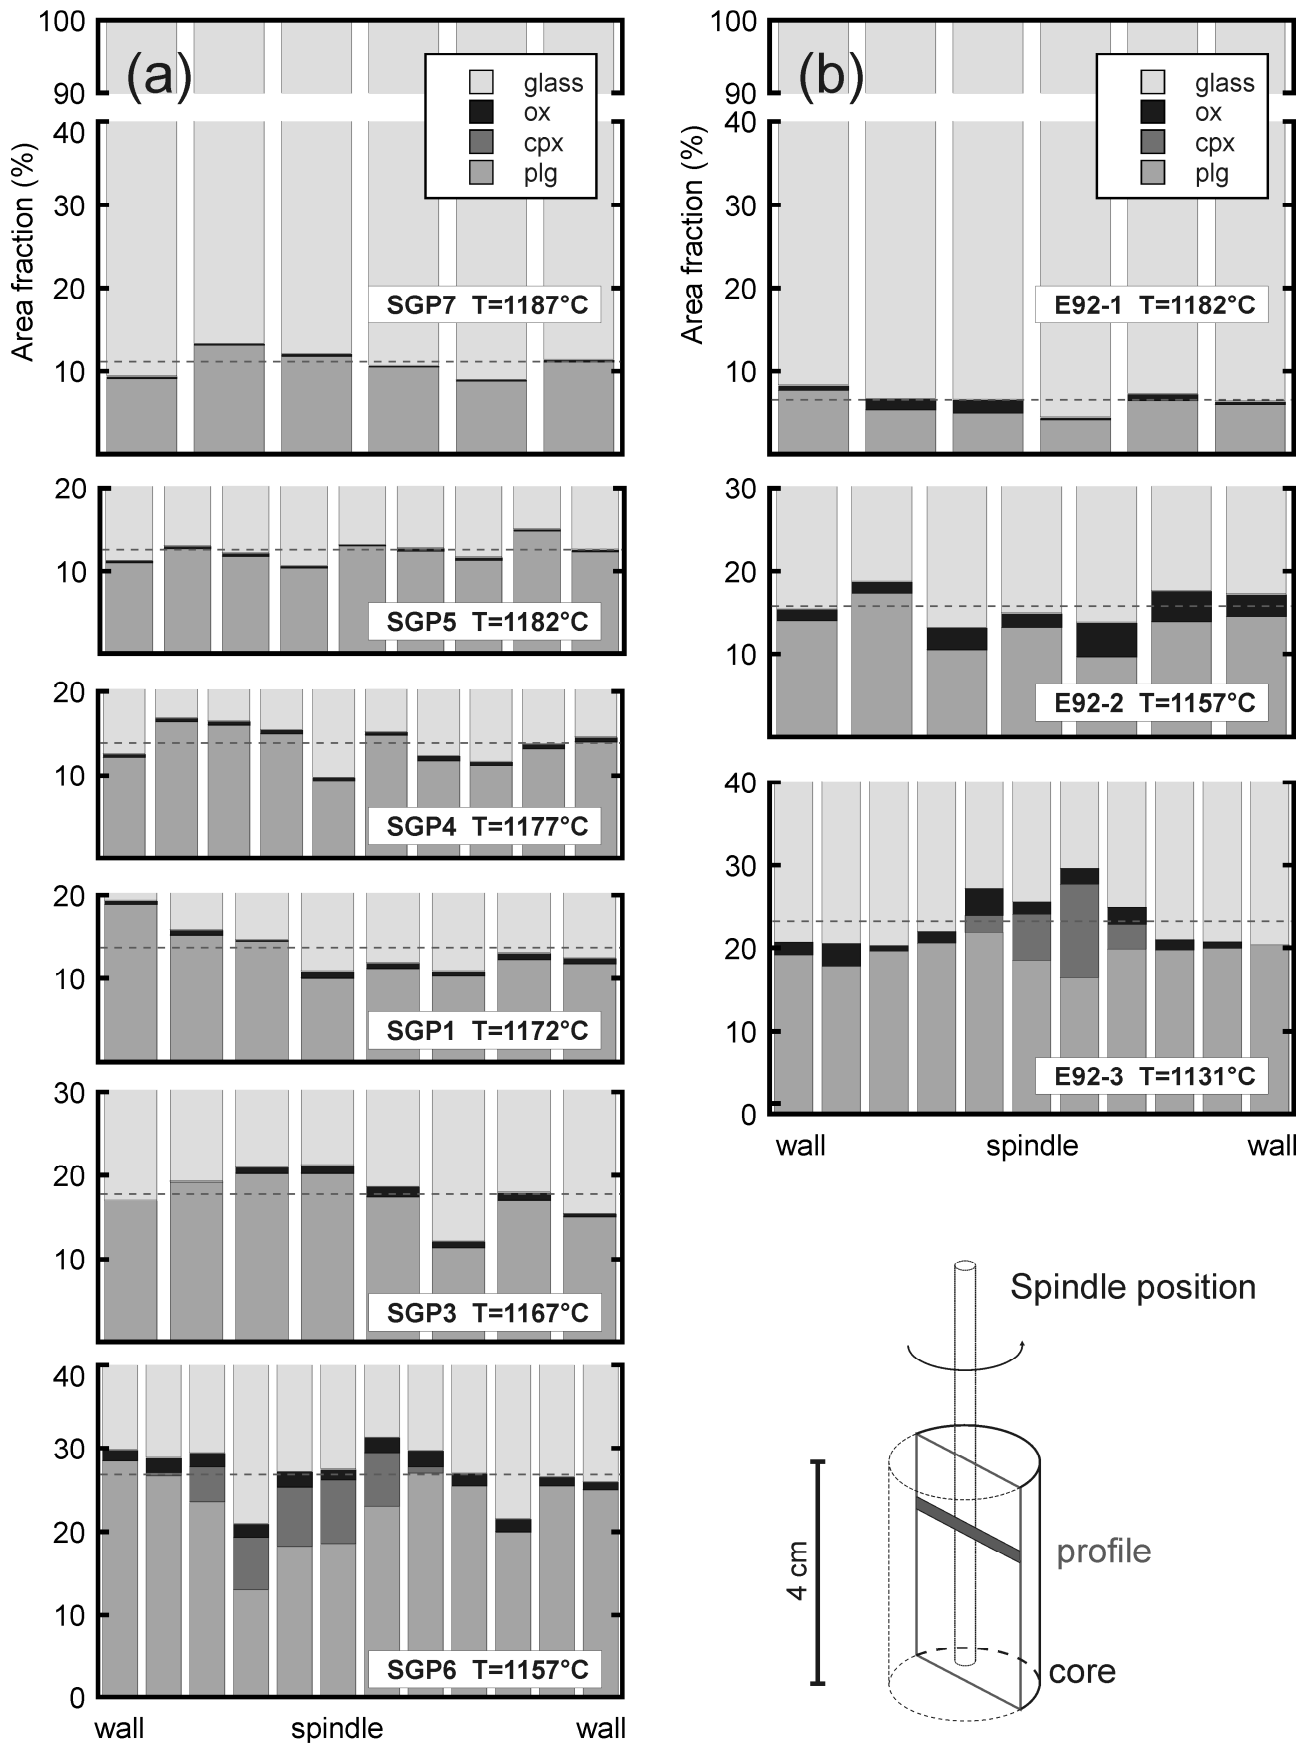 100
90
40
30
20
10
Area fraction (%)
(a)
glass
ox
cpx
plg
SGP7 T=1187°C
20
10
SGP5 T=1182°C
20
10
SGP4 T=1177°C
20
10
SGP1 T=1172°C
30
20
10
SGP3 T=1167°C
40
30
20
10
0
SGP6 T=1157°C
wall spindle wall
100
90
40
30
20
10
Area fraction (%)
(b)
glass
ox
cpx
plg
E92-1 T=1182°C
30
20
10
E92-2 T=1157°C
40
30
20
10
0
E92-3 T=1131°C
wall spindle wall
Spindle position
4 cm
profile
core